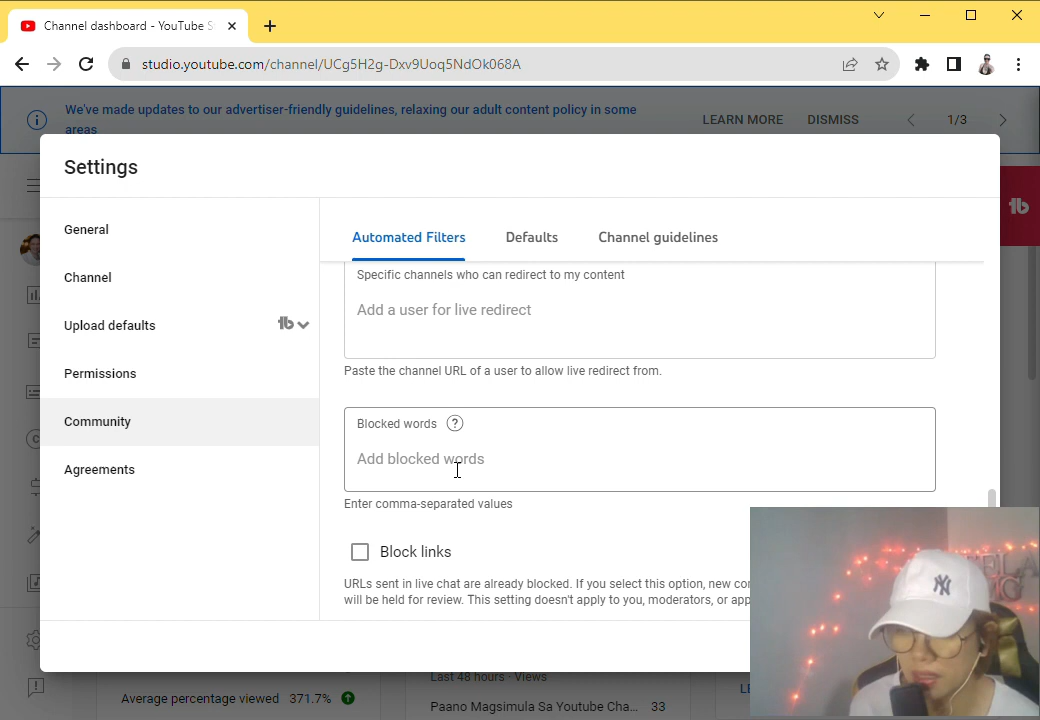 Channel dashboard - YouTube S
studio.youtube.com/channel/UCg5H2g-Dxv9Uoq5NdOk068A
We've made updates to our advertiser-friendly guidelines, relaxing our adult content policy in some
areas
LEARN MORE
DISMISS
1/3
Settings
General
Channel
Upload defaults
Permissions
Community
Agreements
Automated Filters
Defaults
Channel guidelines
Specific channels who can redirect to my content
Add a user for live redirect
Paste the channel URL of a user to allow live redirect from.
Blocked words
Add blocked words
Enter comma-separated values
Block links
URLs sent in live chat are already blocked. If you select this option, new
will be held for review. This setting doesn't apply to you, moderators, or
Average percentage viewed 371.7%
Last 48 hours · Views
Paano Magsimula Sa Youtube Cha... 33